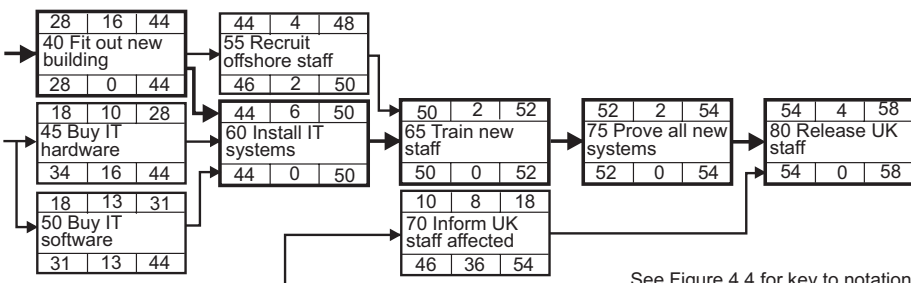 28 16 44
40 Fit out new
building
28 0 44
44 4 48
55 Recruit
offshore staff
46 2 50
18 10 28
45 Buy IT
hardware
34 16 44
44 6 50
60 Install IT
systems
44 0 50
50 2 52
65 Train new
staff
50 0 52
52 2 54
75 Prove all new
systems
52 0 54
54 4 58
80 Release UK
staff
54 0 58
18 13 31
50 Buy IT
software
31 13 44
10 8 18
70 Inform UK
staff affected
46 36 54
See Figure 4.4 for key to notation